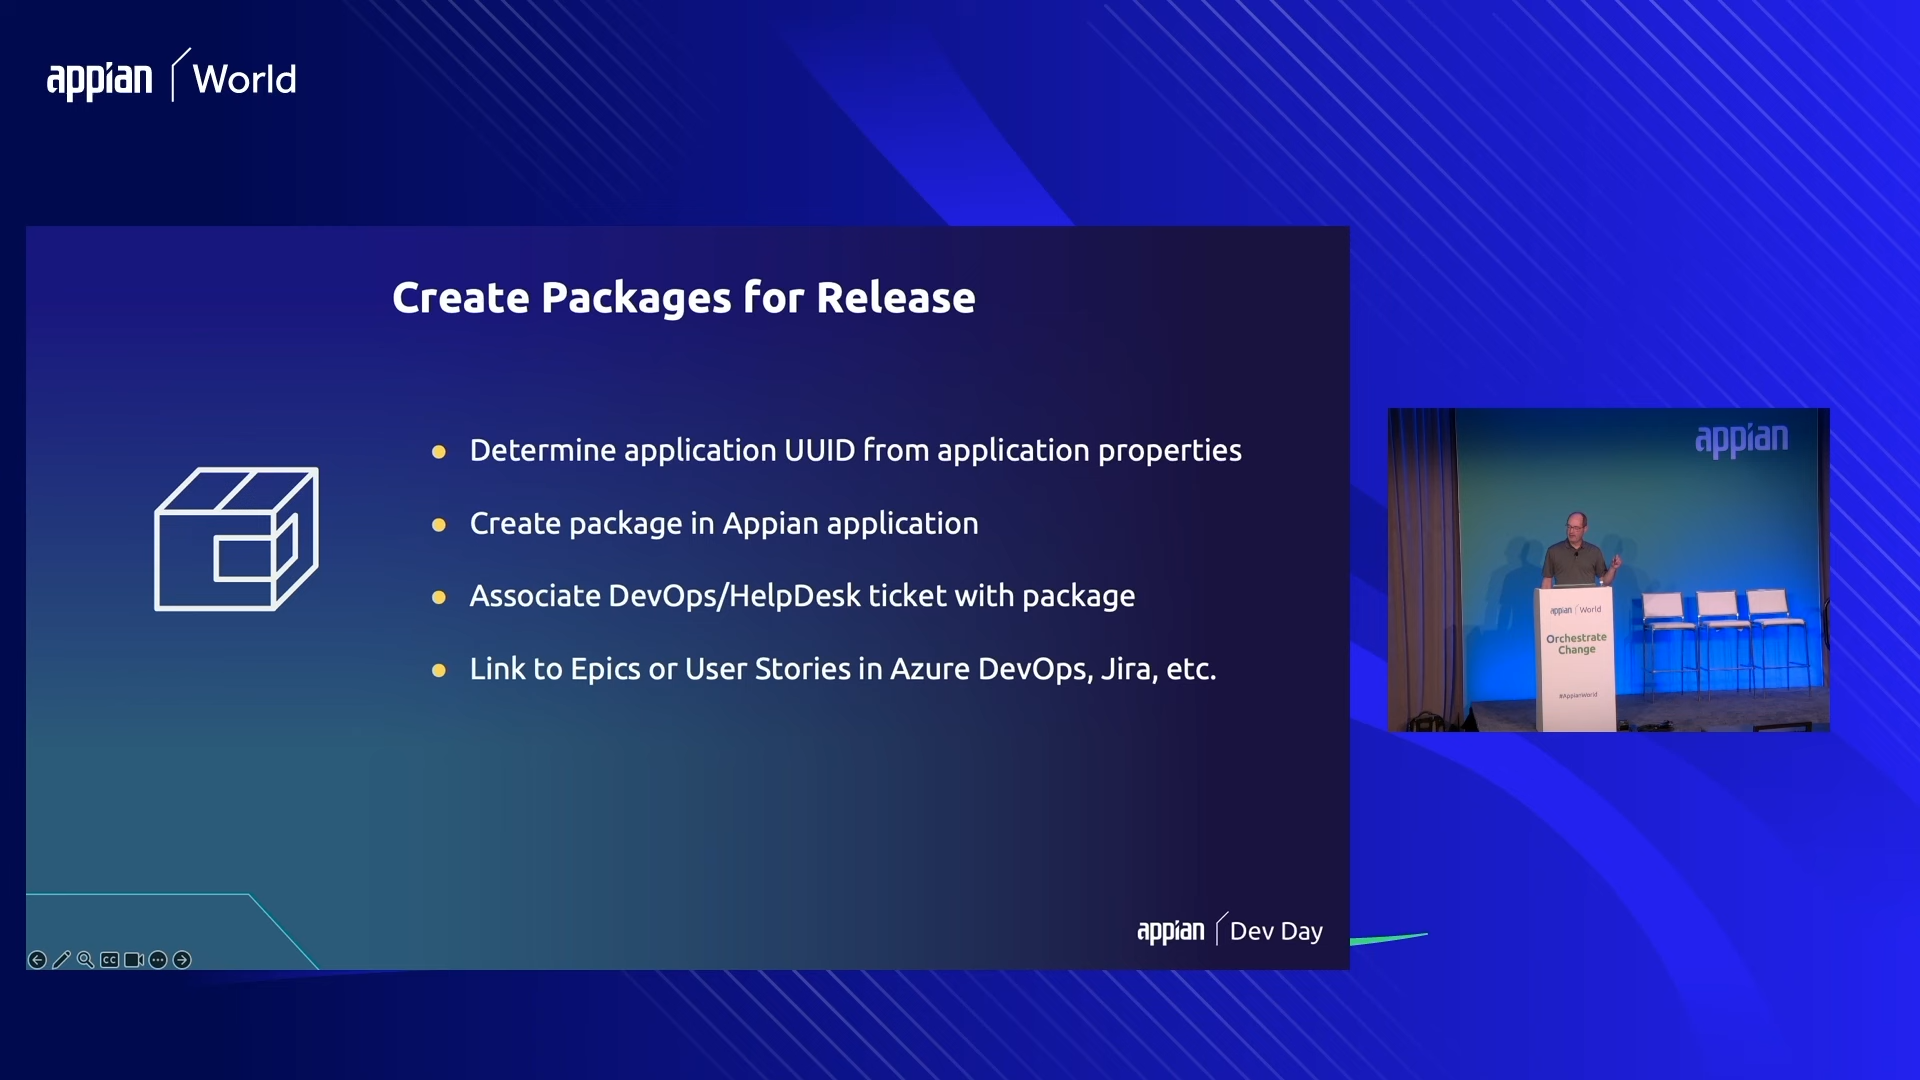 appian World
Create Packages for Release
Determine application UUID from application properties
Create package in Appian application
Associate DevOps/HelpDesk ticket with package
Link to Epics or User Stories in Azure DevOps, Jira, etc.
appian Dev Day
CC
appian
appian World
Orchestrate
Change
#AppianWorld